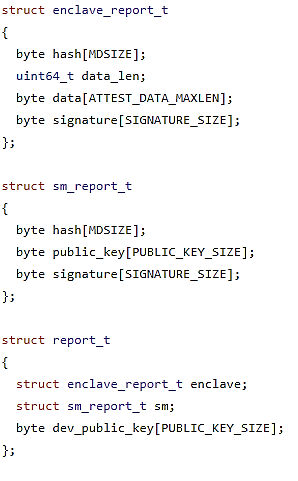 struct enclave_report_t
{
  byte hash[MDSIZE];
  uint64_t data_len;
  byte data[ATTEST_DATA_MAXLEN];
  byte signature[SIGNATURE_SIZE];
};

struct sm_report_t
{
  byte hash[MDSIZE];
  byte public_key[PUBLIC_KEY_SIZE];
  byte signature[SIGNATURE_SIZE];
};

struct report_t
{
  struct enclave_report_t enclave;
  struct sm_report_t sm;
  byte dev_public_key[PUBLIC_KEY_SIZE];
};